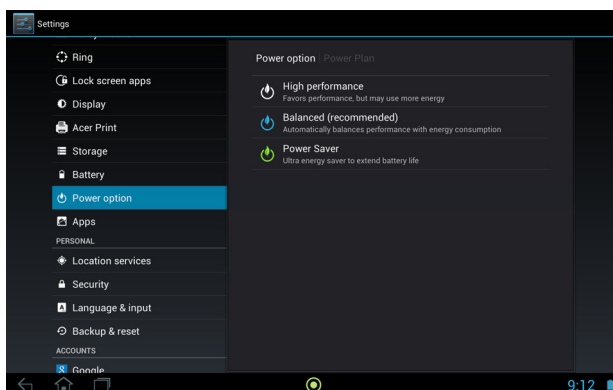 Settings
Ring
Lock screen apps
Display
Acer Print
Storage
Battery
Power option
Apps
PERSONAL
Location services
Security
Language & input
Backup & reset
ACCOUNTS
Google
Power option | Power Plan
High performance
Favors performance, but may use more energy
Balanced (recommended)
Automatically balances performance with energy consumption
Power Saver
Ultra energy saver to extend battery life
9:12